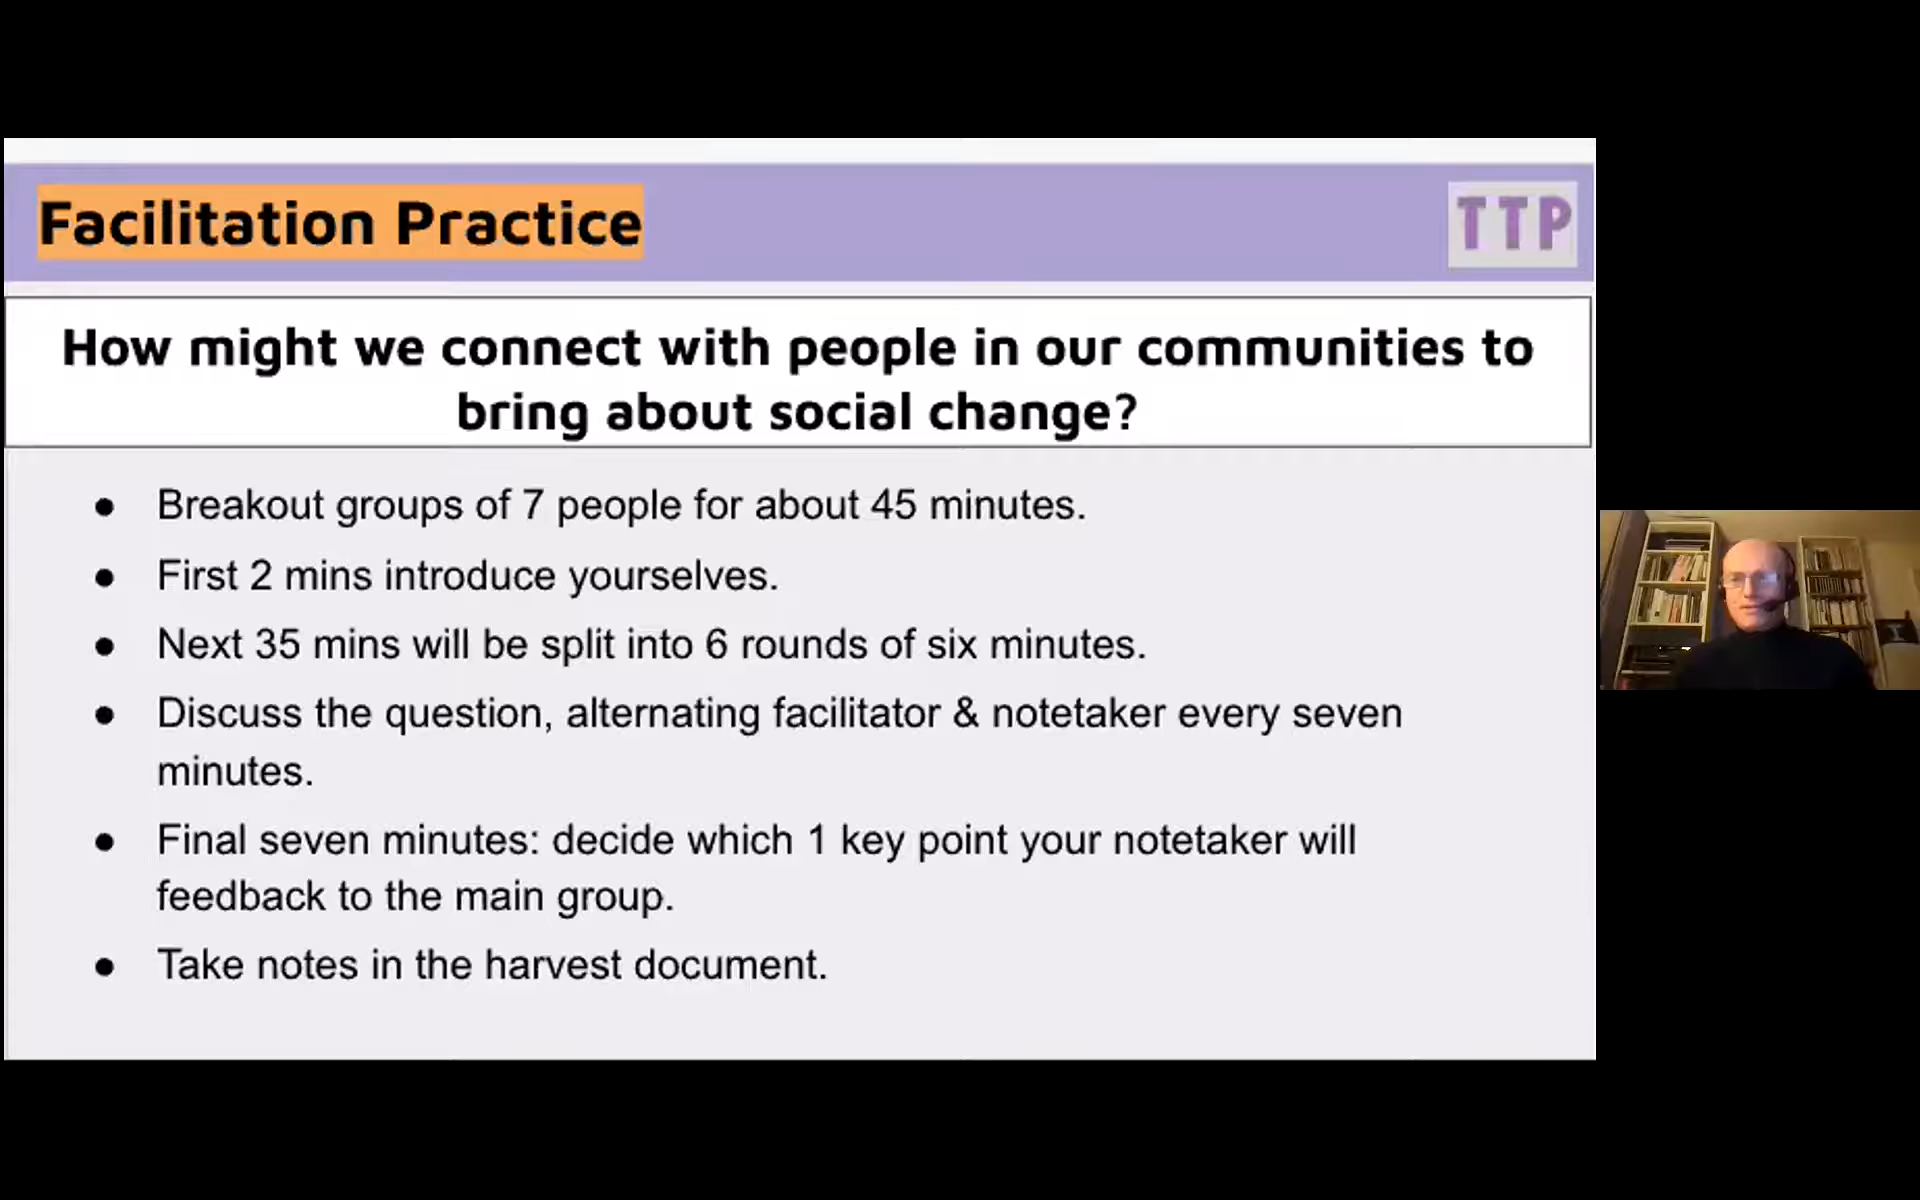 Facilitation Practice
TTP
How might we connect with people in our communities to
bring about social change?
● Breakout groups of 7 people for about 45 minutes.
● First 2 mins introduce yourselves.
● Next 35 mins will be split into 6 rounds of six minutes.
● Discuss the question, alternating facilitator & notetaker every seven
minutes.
● Final seven minutes: decide which 1 key point your notetaker will
feedback to the main group.
● Take notes in the harvest document.